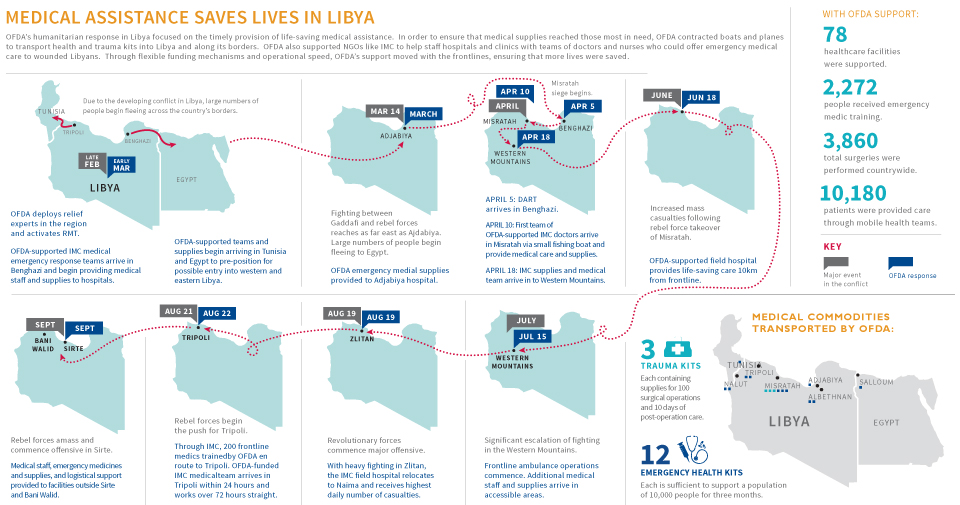 MEDICAL ASSISTANCE SAVES LIVES IN LIBYA
OFDA's humanitarian response in Libya focused on the timely provision of life-saving medical assistance. In order to ensure that medical supplies reached those most in need, OFDA contracted boats and planes
to transport health and trauma kits into Libya and along its borders. OFDA also supported NGOs like IMC to help staff hospitals and clinics with teams of doctors and nurses who could offer emergency medical
care to wounded Libyans. Through flexible funding mechanisms and operational speed, OFDA's support moved with the frontlines, ensuring that more lives were saved.
WITH OFDA SUPPORT:
78
healthcare facilities
were supported.
2,272
people received emergency
medic training.
3,860
total surgeries were
performed countrywide.
10,180
patients were provided care
through mobile health teams.
KEY
Major event
in the conflict
OFDA response
Due to the developing conflict in Libya, large numbers of
people begin fleeing across the country's borders.
TUNISIA
TRIPOLI
BENGHAZI
LATE
FEB
EARLY
MAR
LIBYA
EGYPT
OFDA deploys relief
experts in the region
and activates RMT.
OFDA-supported IMC medical
emergency response teams arrive in
Benghazi and begin providing medical
staff and supplies to hospitals.
OFDA-supported teams and
supplies begin arriving in Tunisia
and Egypt to pre-position for
possible entry into western and
eastern Libya.
MAR 14
MARCH
ADJABIYA
Fighting between
Gaddafi and rebel forces
reaches as far east as Ajdabiya.
Large numbers of people begin
fleeing to Egypt.
OFDA emergency medial supplies
provided to Adjabiya hospital.
Misratah
siege begins.
APR 10
APRIL
APR 5
MISRATAH
BENGHAZI
APR 18
WESTERN
MOUNTAINS
APRIL 5: DART
arrives in Benghazi.
APRIL 10: First team of
OFDA-supported IMC doctors arrive
in Misratah via small fishing boat and
provide medical care and supplies.
APRIL 18: IMC supplies and medical
team arrive in to Western Mountains.
JUNE
JUN 18
Increased mass
casualties following
rebel force takeover
of Misratah.
OFDA-supported field hospital
provides life-saving care 10km
from frontline.
SEPT
SEPT
BANI
WALID
SIRTE
Rebel forces amass and
commence offensive in Sirte.
Medical staff, emergency medicines
and supplies, and logistical support
provided to facilities outside Sirte
and Bani Walid.
AUG 21
AUG 22
TRIPOLI
Rebel forces begin
the push for Tripoli.
Through IMC, 200 frontline
medics trainedby OFDA en
route to Tripoli. OFDA-funded
IMC medicalteam arrives in
Tripoli within 24 hours and
works over 72 hours straight.
AUG 19
AUG 19
ZLITAN
Revolutionary forces
commence major offensive.
With heavy fighting in Zlitan,
the IMC field hospital relocates
to Naima and receives highest
daily number of casualties.
JULY
JUL 15
WESTERN
MOUNTAINS
Significant escalation of fighting
in the Western Mountains.
Frontline ambulance operations
commence. Additional medical
staff and supplies arrive in
accessible areas.
MEDICAL COMMODITIES
TRANSPORTED BY OFDA:
3
TRAUMA KITS
Each containing
supplies for 100
surgical operations
and 10 days of
post-operation care.
12
EMERGENCY HEALTH KITS
Each is sufficient to support a population
of 10,000 people for three months.
TUNISIA
TRIPOLI
NALUT
MISRATAH
ADJABIYA
ALBETHNAN
SALLOUM
LIBYA
EGYPT